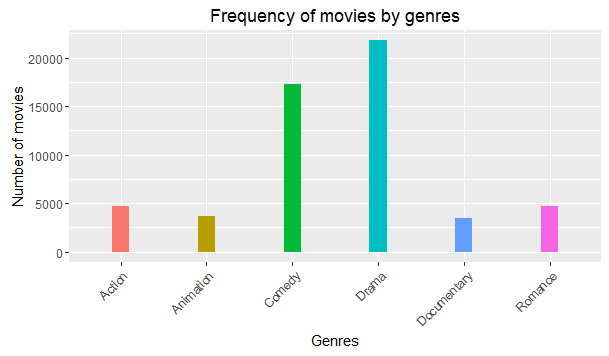 Frequency of movies by genres
Number of movies
20000
15000
10000
5000
0
Action
Animation
Comedy
Drama
Documentary
Romance
Genres